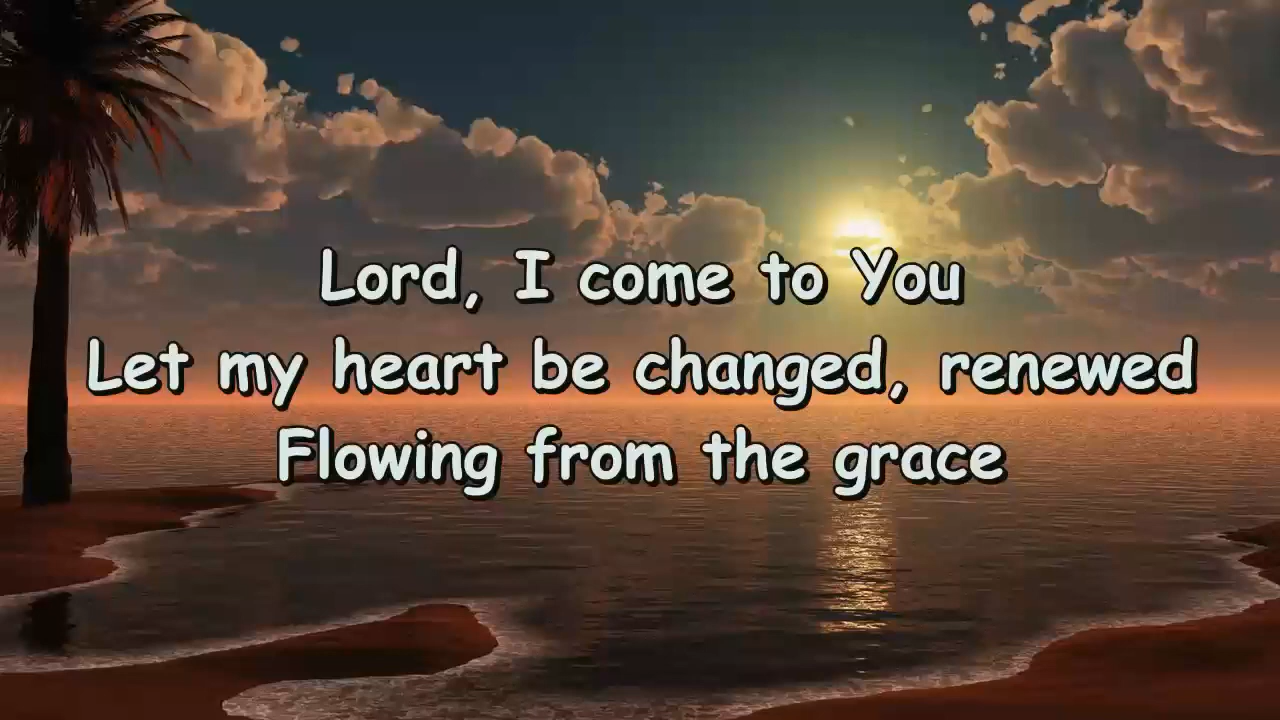 Lord, I come to You
Let my heart be changed, renewed
Flowing from the grace